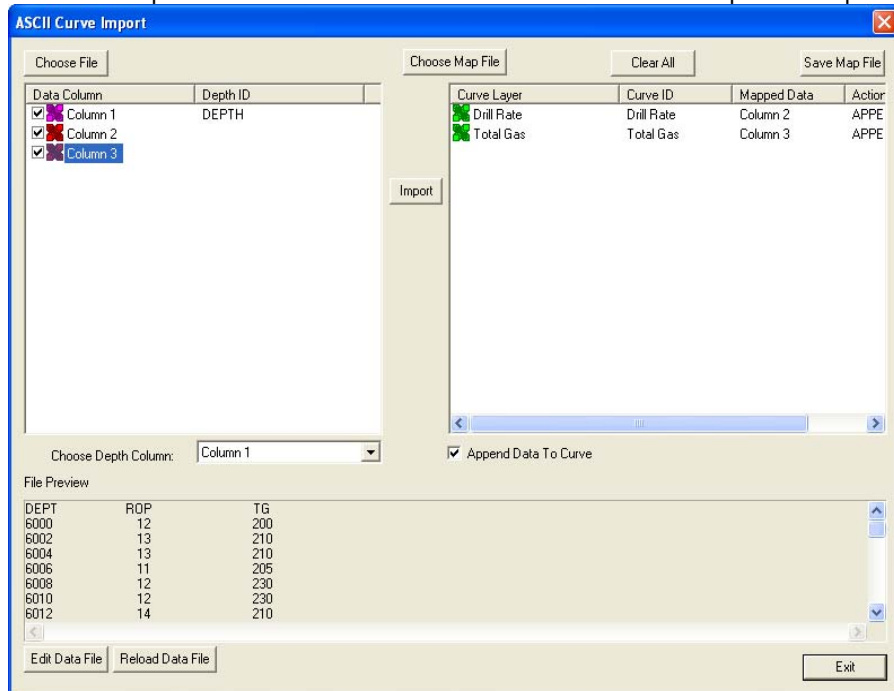 ASCII Curve Import
Choose File
Choose Map File
Clear All
Save Map File
Data Column Depth ID
Column 1 DEPTH
Column 2
Column 3
Import
Curve Layer Curve ID Mapped Data Action
Drill Rate Drill Rate Column 2 APPE
Total Gas Total Gas Column 3 APPE
Choose Depth Column: Column 1
Append Data To Curve
File Preview
DEPT ROP TG
6000 12 200
6002 13 210
6004 13 210
6006 11 205
6008 12 230
6010 12 230
6012 14 210
Edit Data File
Reload Data File
Exit